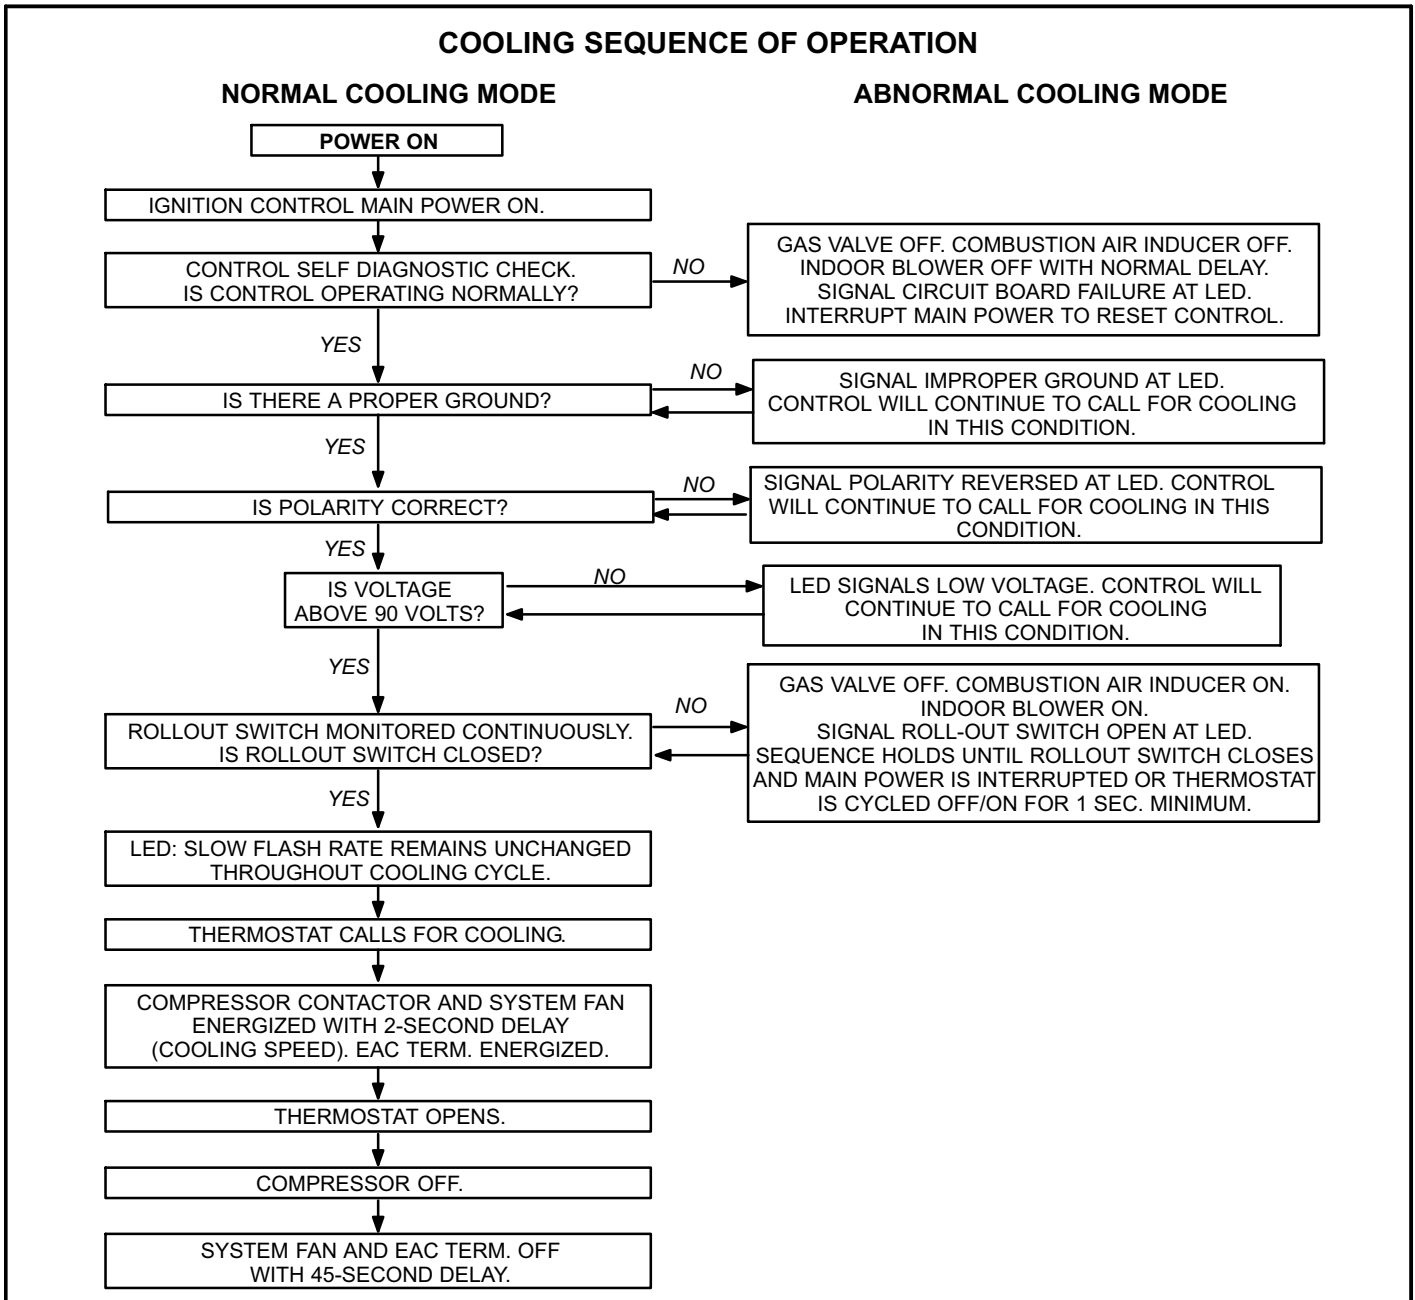 COOLING SEQUENCE OF OPERATION
NORMAL COOLING MODE
ABNORMAL COOLING MODE
POWER ON
IGNITION CONTROL MAIN POWER ON.
CONTROL SELF DIAGNOSTIC CHECK.
IS CONTROL OPERATING NORMALLY?
NO
GAS VALVE OFF. COMBUSTION AIR INDUCER OFF.
INDOOR BLOWER OFF WITH NORMAL DELAY.
SIGNAL CIRCUIT BOARD FAILURE AT LED.
INTERRUPT MAIN POWER TO RESET CONTROL.
YES
IS THERE A PROPER GROUND?
NO
SIGNAL IMPROPER GROUND AT LED.
CONTROL WILL CONTINUE TO CALL FOR COOLING
IN THIS CONDITION.
YES
IS POLARITY CORRECT?
NO
SIGNAL POLARITY REVERSED AT LED. CONTROL
WILL CONTINUE TO CALL FOR COOLING IN THIS
CONDITION.
YES
IS VOLTAGE
ABOVE 90 VOLTS?
NO
LED SIGNALS LOW VOLTAGE. CONTROL WILL
CONTINUE TO CALL FOR COOLING
IN THIS CONDITION.
YES
ROLLOUT SWITCH MONITORED CONTINUOUSLY.
IS ROLLOUT SWITCH CLOSED?
NO
GAS VALVE OFF. COMBUSTION AIR INDUCER ON.
INDOOR BLOWER ON.
SIGNAL ROLL-OUT SWITCH OPEN AT LED.
SEQUENCE HOLDS UNTIL ROLLOUT SWITCH CLOSES
AND MAIN POWER IS INTERRUPTED OR THERMOSTAT
IS CYCLED OFF/ON FOR 1 SEC. MINIMUM.
YES
LED: SLOW FLASH RATE REMAINS UNCHANGED
THROUGHOUT COOLING CYCLE.
THERMOSTAT CALLS FOR COOLING.
COMPRESSOR CONTACTOR AND SYSTEM FAN
ENERGIZED WITH 2-SECOND DELAY
(COOLING SPEED). EAC TERM. ENERGIZED.
THERMOSTAT OPENS.
COMPRESSOR OFF.
SYSTEM FAN AND EAC TERM. OFF
WITH 45-SECOND DELAY.